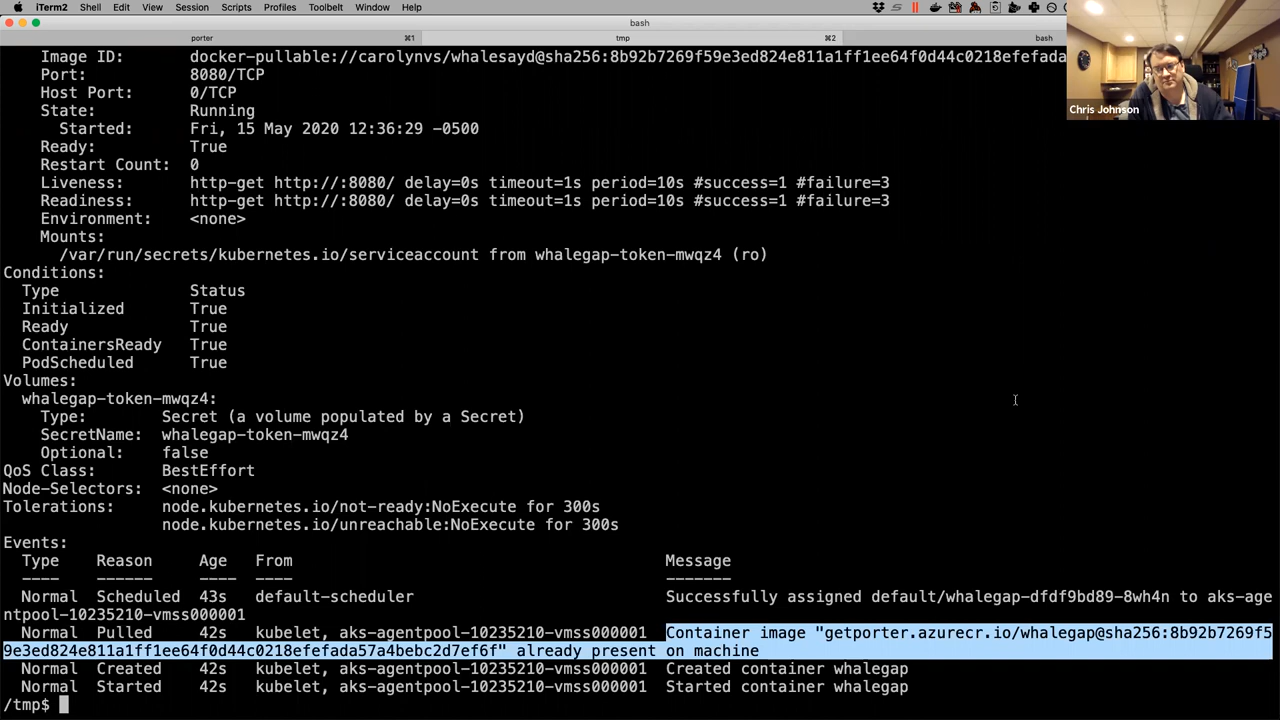 iTerm2 Shell Edit View Session Scripts Profiles Toolbelt Window Help
bash
porter ⌘1 tmp ⌘2 bash
Image ID: docker-pullable://carolynvs/whalesayd@sha256:8b92b7269f59e3ed824e811a1ff1ee64f0d44c0218efefada
Port: 8080/TCP
Host Port: 0/TCP
State: Running
Started: Fri, 15 May 2020 12:36:29 -0500
Ready: True
Restart Count: 0
Liveness: http-get http://:8080/ delay=0s timeout=1s period=10s #success=1 #failure=3
Readiness: http-get http://:8080/ delay=0s timeout=1s period=10s #success=1 #failure=3
Environment: <none>
Mounts:
/var/run/secrets/kubernetes.io/serviceaccount from whalegap-token-mwqz4 (ro)
Conditions:
Type Status
Initialized True
Ready True
ContainersReady True
PodScheduled True
Volumes:
whalegap-token-mwqz4:
Type: Secret (a volume populated by a Secret)
SecretName: whalegap-token-mwqz4
Optional: false
QoS Class: BestEffort
Node-Selectors: <none>
Tolerations: node.kubernetes.io/not-ready:NoExecute for 300s
node.kubernetes.io/unreachable:NoExecute for 300s
Events:
Type Reason Age From Message
---- ------ ---- ---- -------
Normal Scheduled 43s default-scheduler Successfully assigned default/whalegap-dfdf9bd89-8wh4n to aks-age
ntpool-10235210-vmss000001
Normal Pulled 42s kubelet, aks-agentpool-10235210-vmss000001 Container image "getporter.azurecr.io/whalegap@sha256:8b92b7269f5
9e3ed824e811a1ff1ee64f0d44c0218efefada57a4bebc2d7ef6f" already present on machine
Normal Created 42s kubelet, aks-agentpool-10235210-vmss000001 Created container whalegap
Normal Started 42s kubelet, aks-agentpool-10235210-vmss000001 Started container whalegap
/tmp$
Chris Johnson